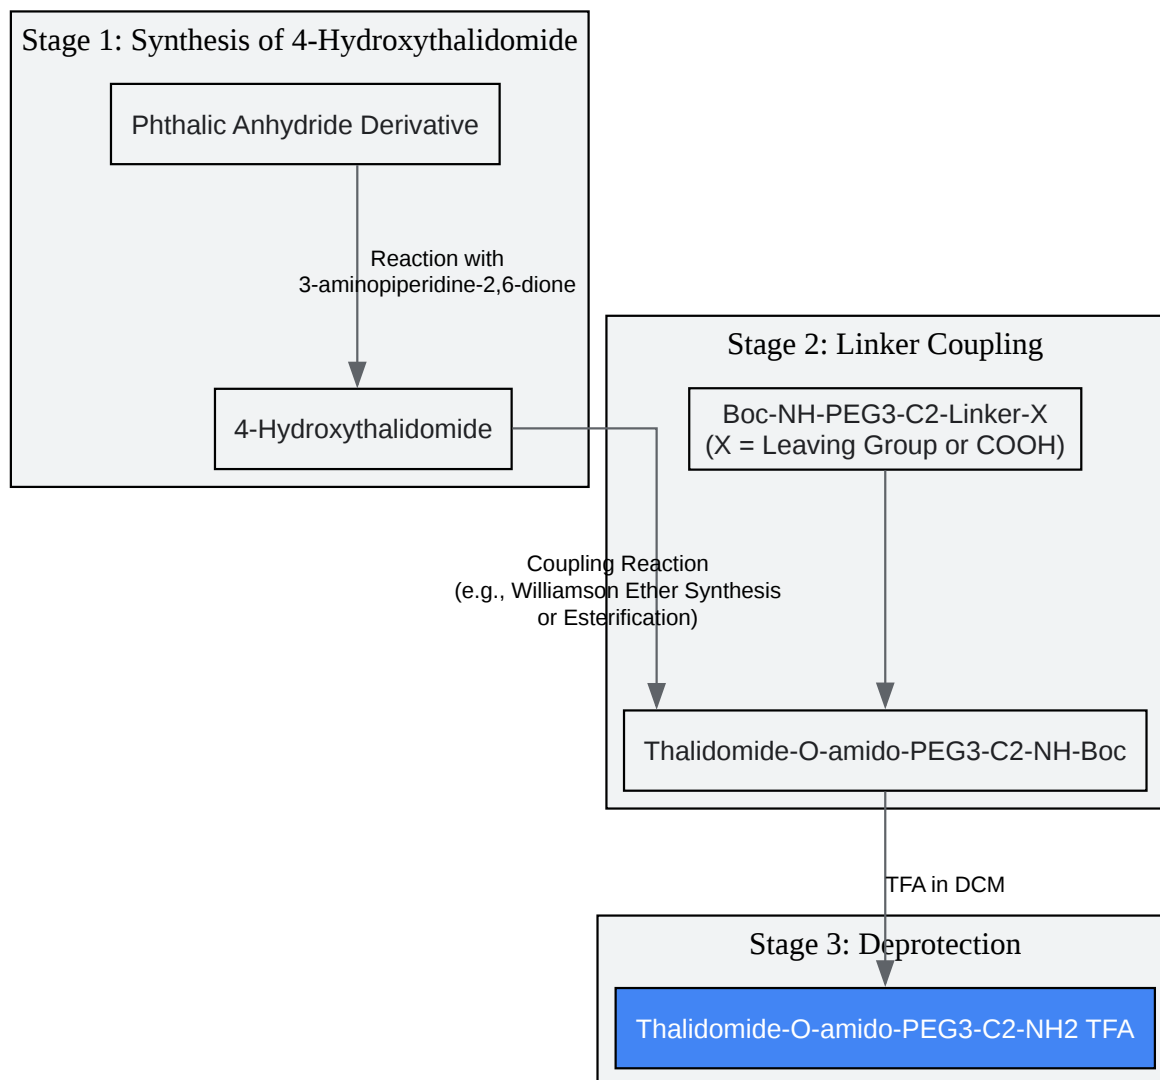 Stage 1: Synthesis of 4-Hydroxythalidomide
Phthalic Anhydride Derivative
Reaction with
3-aminopiperidine-2,6-dione
4-Hydroxythalidomide
Stage 2: Linker Coupling
Boc-NH-PEG3-C2-Linker-X
(X = Leaving Group or COOH)
Coupling Reaction
(e.g., Williamson Ether Synthesis
or Esterification)
Thalidomide-O-amido-PEG3-C2-NH-Boc
TFA in DCM
Stage 3: Deprotection
Thalidomide-O-amido-PEG3-C2-NH2 TFA